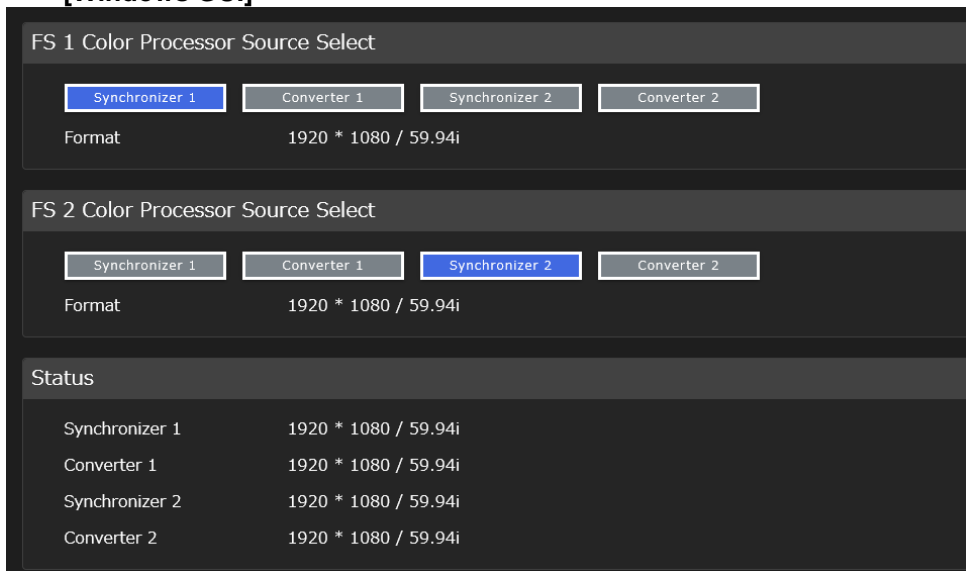 [Windows GUI]
FS 1 Color Processor Source Select
Synchronizer 1 Converter 1 Synchronizer 2 Converter 2
Format 1920 * 1080 / 59.94i
FS 2 Color Processor Source Select
Synchronizer 1 Converter 1 Synchronizer 2 Converter 2
Format 1920 * 1080 / 59.94i
Status
Synchronizer 1 1920 * 1080 / 59.94i
Converter 1 1920 * 1080 / 59.94i
Synchronizer 2 1920 * 1080 / 59.94i
Converter 2 1920 * 1080 / 59.94i